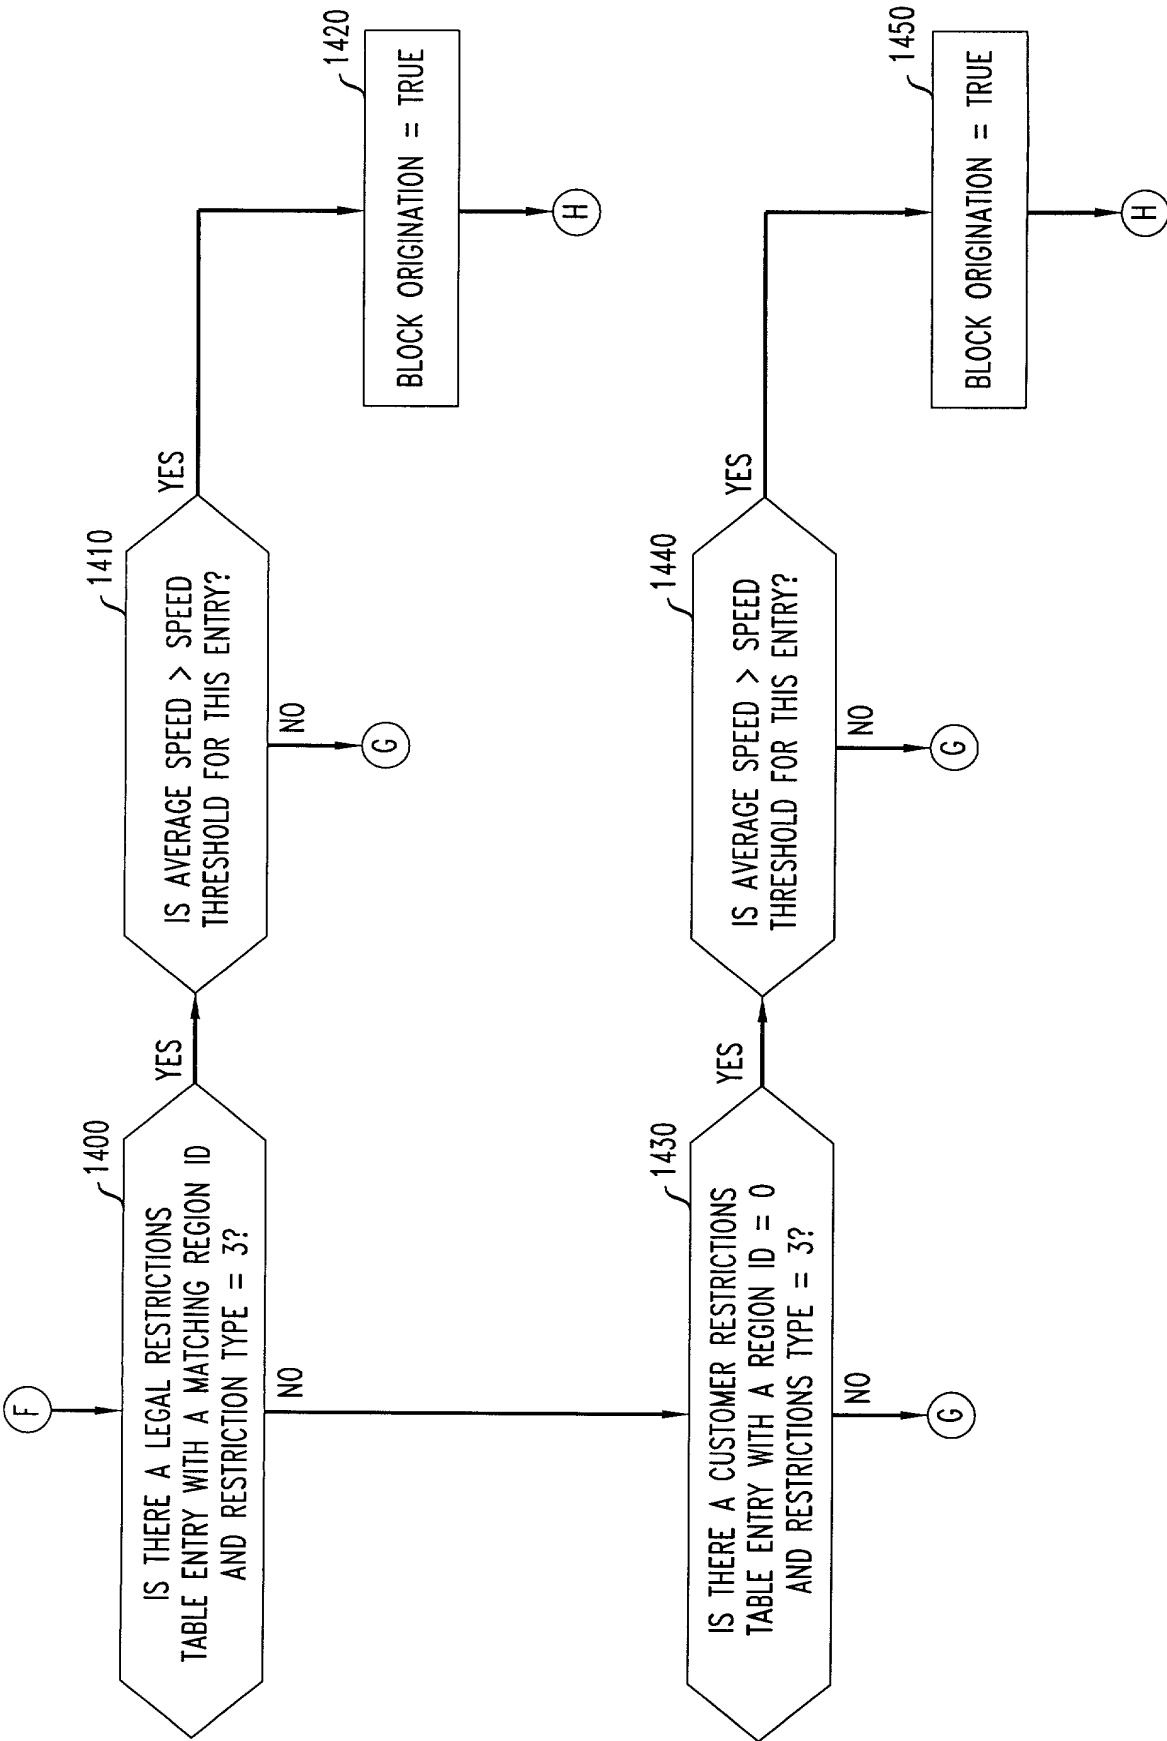 F
1400
IS THERE A LEGAL RESTRICTIONS
TABLE ENTRY WITH A MATCHING REGION ID
AND RESTRICTION TYPE = 3?
YES
NO
1410
IS AVERAGE SPEED > SPEED
THRESHOLD FOR THIS ENTRY?
YES
NO
G
1420
BLOCK ORIGINATION = TRUE
H
1430
IS THERE A CUSTOMER RESTRICTIONS
TABLE ENTRY WITH A REGION ID = 0
AND RESTRICTIONS TYPE = 3?
YES
NO
G
1440
IS AVERAGE SPEED > SPEED
THRESHOLD FOR THIS ENTRY?
YES
NO
G
1450
BLOCK ORIGINATION = TRUE
H